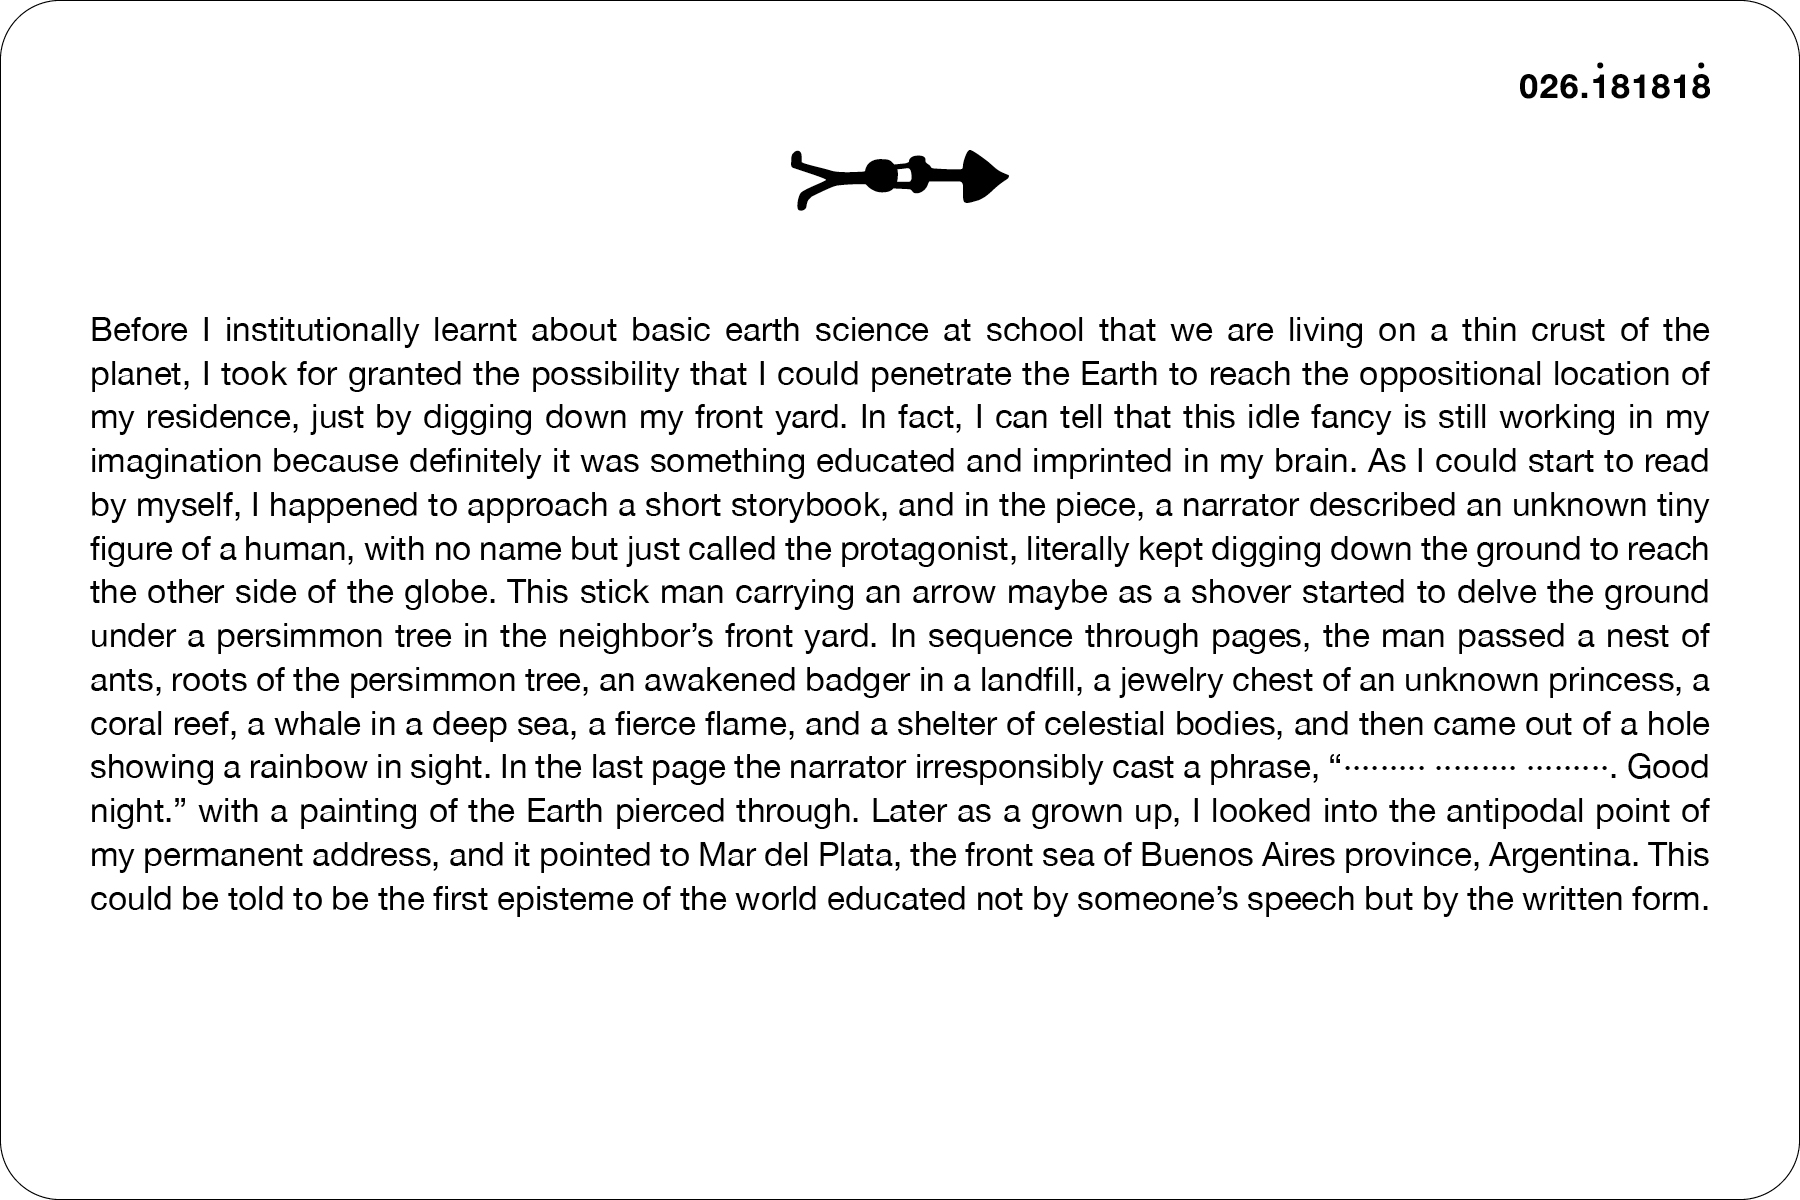 026.1̇81818̇
Before I institutionally learnt about basic earth science at school that we are living on a thin crust of the
planet, I took for granted the possibility that I could penetrate the Earth to reach the oppositional location of
my residence, just by digging down my front yard. In fact, I can tell that this idle fancy is still working in my
imagination because definitely it was something educated and imprinted in my brain. As I could start to read
by myself, I happened to approach a short storybook, and in the piece, a narrator described an unknown tiny
figure of a human, with no name but just called the protagonist, literally kept digging down the ground to reach
the other side of the globe. This stick man carrying an arrow maybe as a shover started to delve the ground
under a persimmon tree in the neighbor’s front yard. In sequence through pages, the man passed a nest of
ants, roots of the persimmon tree, an awakened badger in a landfill, a jewelry chest of an unknown princess, a
coral reef, a whale in a deep sea, a fierce flame, and a shelter of celestial bodies, and then came out of a hole
showing a rainbow in sight. In the last page the narrator irresponsibly cast a phrase, “········· ········· ·········. Good
night.” with a painting of the Earth pierced through. Later as a grown up, I looked into the antipodal point of
my permanent address, and it pointed to Mar del Plata, the front sea of Buenos Aires province, Argentina. This
could be told to be the first episteme of the world educated not by someone’s speech but by the written form.